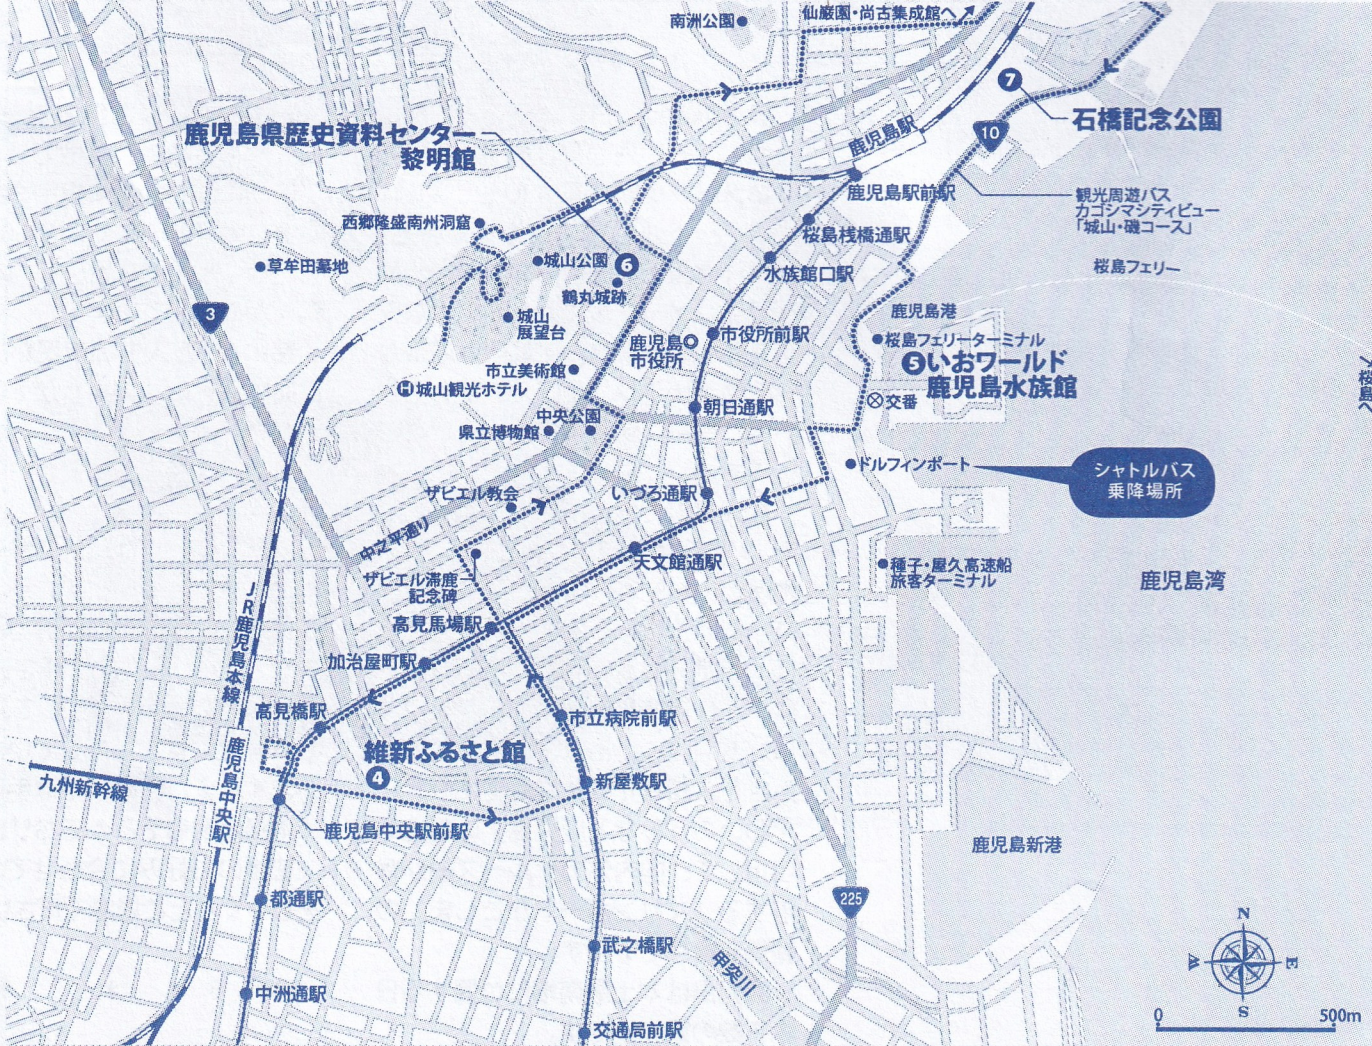 南洲公園
仙巌園・尚古集成館へ
7
石橋記念公園
10
鹿児島県歴史資料センター
黎明館
鹿児島駅
鹿児島駅前駅
観光周遊バス
カゴシマシティビュー
「城山・磯コース」
西郷隆盛南州洞窟
桜島桟橋通駅
草牟田墓地
城山公園
6
水族館口駅
桜島フェリー
鶴丸城跡
3
城山
展望台
鹿児島港
鹿児島
市役所
市役所前駅
桜島フェリーターミナル
5
いおワールド
鹿児島水族館
市立美術館
桜島へ
H
城山観光ホテル
交番
朝日通駅
中央公園
県立博物館
ドルフィンポート
シャトルバス
乗降場所
ザビエル教会
いづろ通駅
中之平通り
天文館通駅
種子・屋久高速船
旅客ターミナル
鹿児島湾
ザビエル滞鹿
記念碑
JR鹿児島本線
高見馬場駅
加治屋町駅
高見橋駅
市立病院前駅
維新ふるさと館
4
鹿児島中央駅
九州新幹線
新屋敷駅
鹿児島中央駅前駅
鹿児島新港
都通駅
225
武之橋駅
甲突川
中洲通駅
交通局前駅
N
W
E
S
0
500m